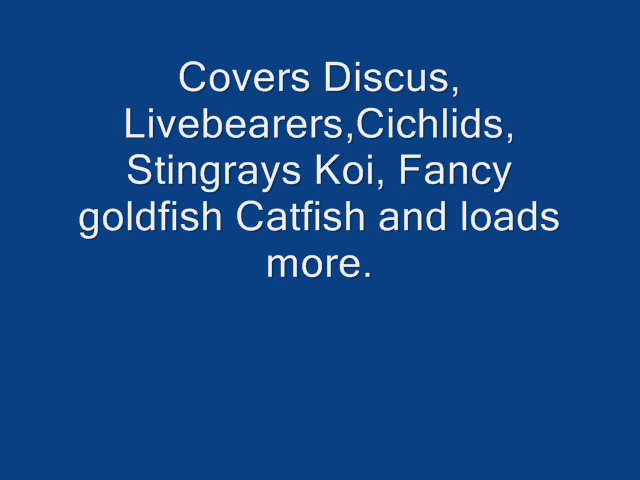 Covers Discus,
Livebearers,Cichlids,
Stingrays Koi, Fancy
goldfish Catfish and loads
more.